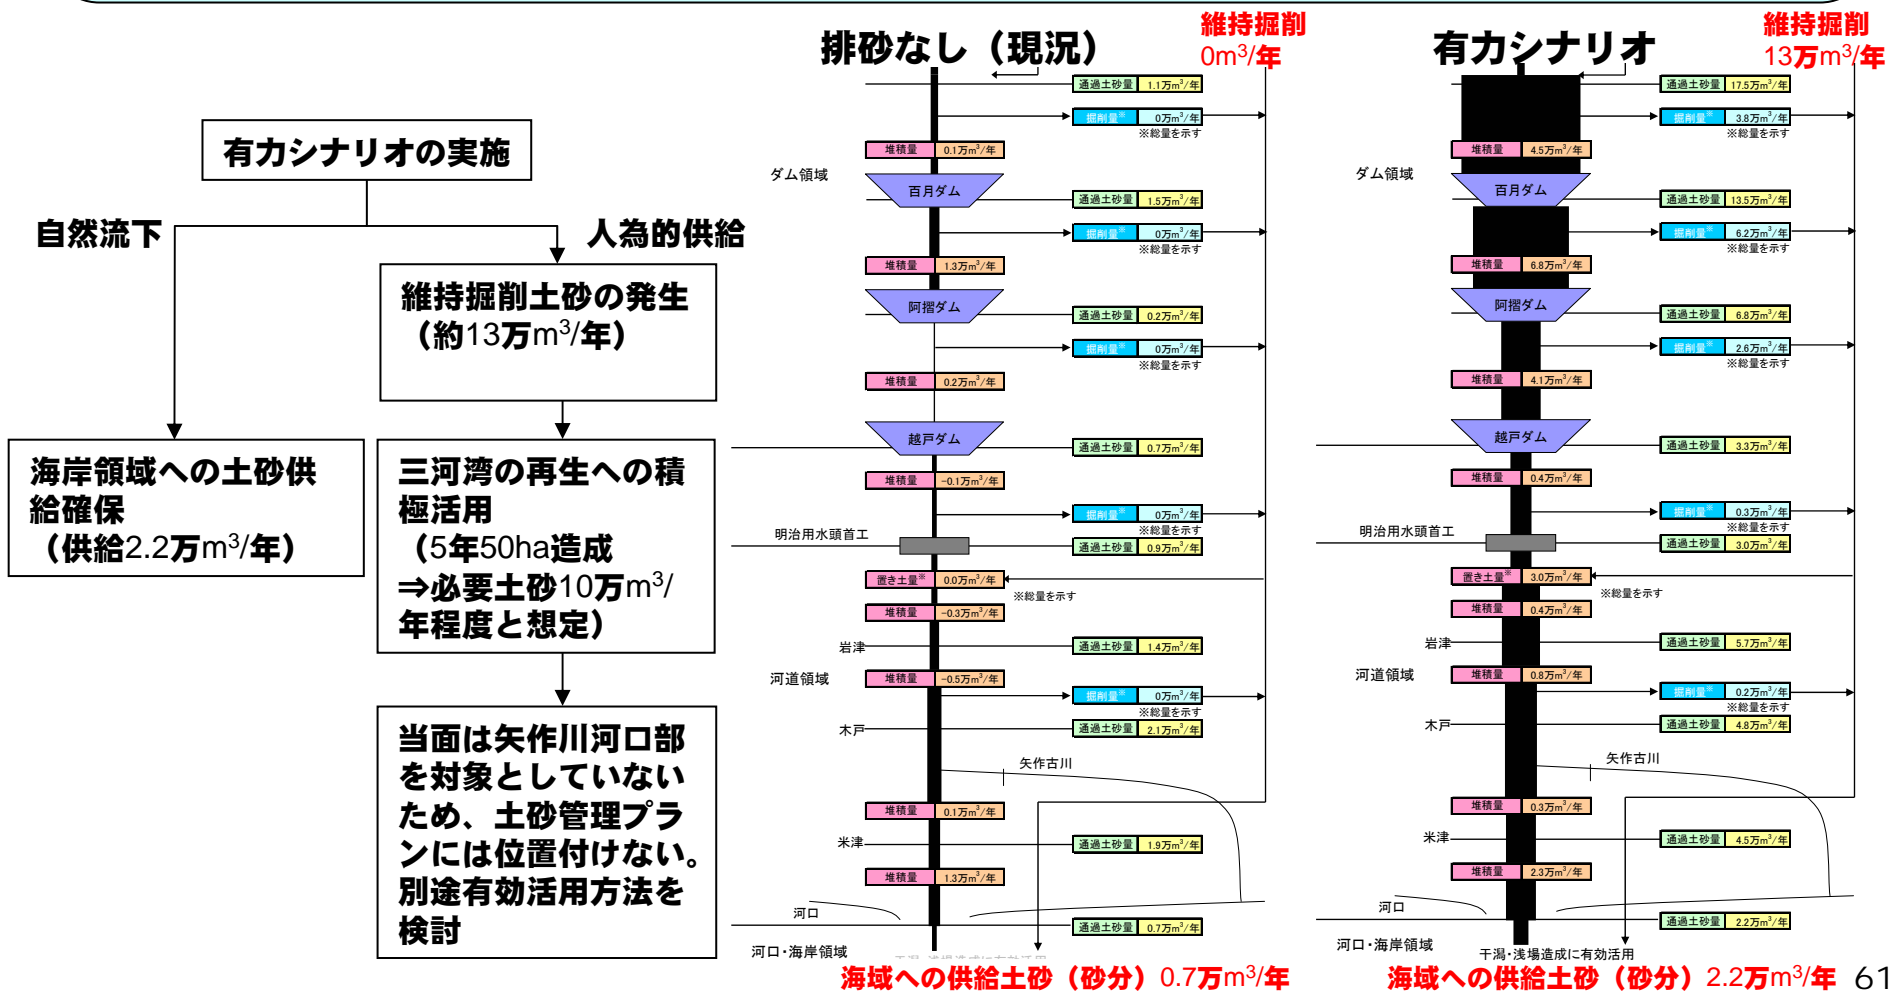 有力シナリオの実施
自然流下
人為的供給
維持掘削土砂の発生
（約13万m³/年）
海岸領域への土砂供
給確保
（供給2.2万m³/年）
三河湾の再生への積
極活用
（5年50ha造成
⇒必要土砂10万m³/
年程度と想定）
当面は矢作川河口部
を対象としていない
ため、土砂管理プラ
ンには位置付けない。
別途有効活用方法を
検討
排砂なし（現況）
維持掘削
0m³/年
通過土砂量 1.1万m³/年
掘削量※ 0万m³/年
※総量を示す
堆積量 0.1万m³/年
ダム領域
百月ダム
通過土砂量 1.5万m³/年
掘削量※ 0万m³/年
※総量を示す
堆積量 1.3万m³/年
阿摺ダム
通過土砂量 0.2万m³/年
掘削量※ 0万m³/年
※総量を示す
堆積量 0.2万m³/年
越戸ダム
通過土砂量 0.7万m³/年
堆積量 -0.1万m³/年
掘削量※ 0万m³/年
※総量を示す
明治用水頭首工
通過土砂量 0.9万m³/年
置き土量※ 0.0万m³/年
※総量を示す
堆積量 -0.3万m³/年
岩津
通過土砂量 1.4万m³/年
河道領域
堆積量 -0.5万m³/年
掘削量※ 0万m³/年
※総量を示す
木戸
通過土砂量 2.1万m³/年
矢作古川
堆積量 0.1万m³/年
米津
通過土砂量 1.9万m³/年
堆積量 1.3万m³/年
河口
通過土砂量 0.7万m³/年
河口・海岸領域
干潟・浅場造成に有効活用
海域への供給土砂（砂分）0.7万m³/年
有力シナリオ
維持掘削
13万m³/年
通過土砂量 17.5万m³/年
掘削量※ 3.8万m³/年
※総量を示す
堆積量 4.5万m³/年
ダム領域
百月ダム
通過土砂量 13.5万m³/年
掘削量※ 6.2万m³/年
※総量を示す
堆積量 6.8万m³/年
阿摺ダム
通過土砂量 6.8万m³/年
掘削量※ 2.6万m³/年
※総量を示す
堆積量 4.1万m³/年
越戸ダム
通過土砂量 3.3万m³/年
堆積量 0.4万m³/年
掘削量※ 0.3万m³/年
※総量を示す
明治用水頭首工
通過土砂量 3.0万m³/年
置き土量※ 3.0万m³/年
※総量を示す
堆積量 0.4万m³/年
岩津
通過土砂量 5.7万m³/年
河道領域
堆積量 0.8万m³/年
掘削量※ 0.2万m³/年
※総量を示す
木戸
通過土砂量 4.8万m³/年
矢作古川
堆積量 0.3万m³/年
米津
通過土砂量 4.5万m³/年
堆積量 2.3万m³/年
河口
通過土砂量 2.2万m³/年
河口・海岸領域
干潟・浅場造成に有効活用
海域への供給土砂（砂分）2.2万m³/年
61